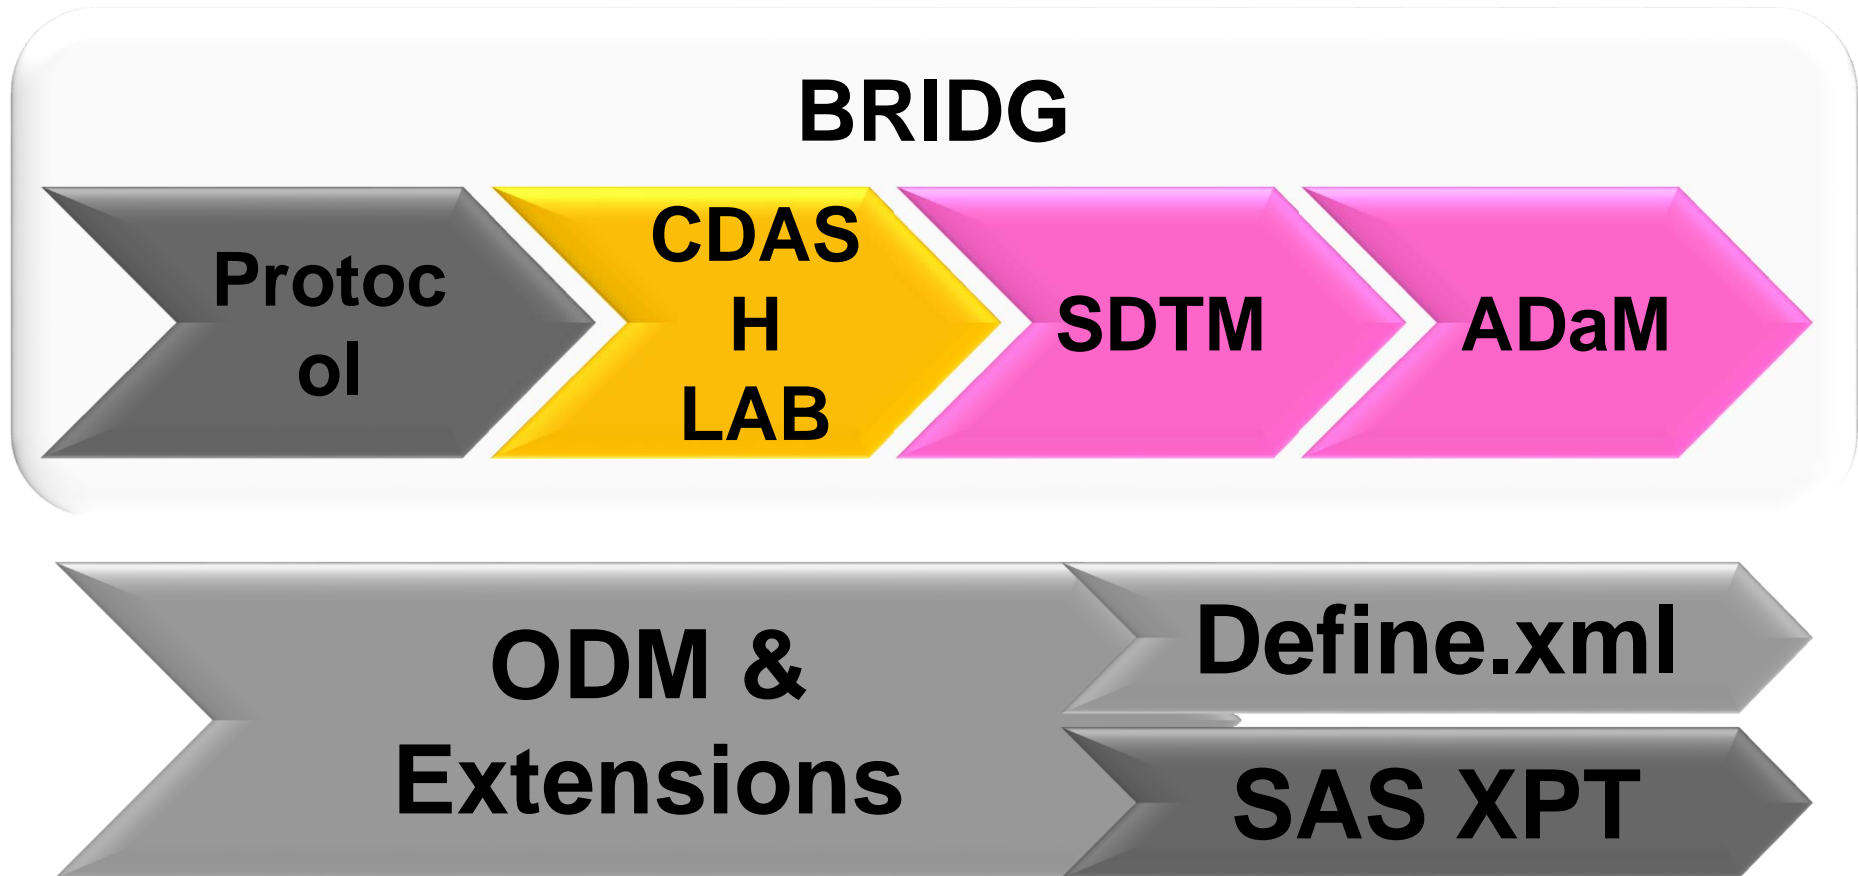 BRIDG
Protoc
ol
CDAS
H
LAB
SDTM
ADaM
ODM &
Extensions
Define.xml
SAS XPT